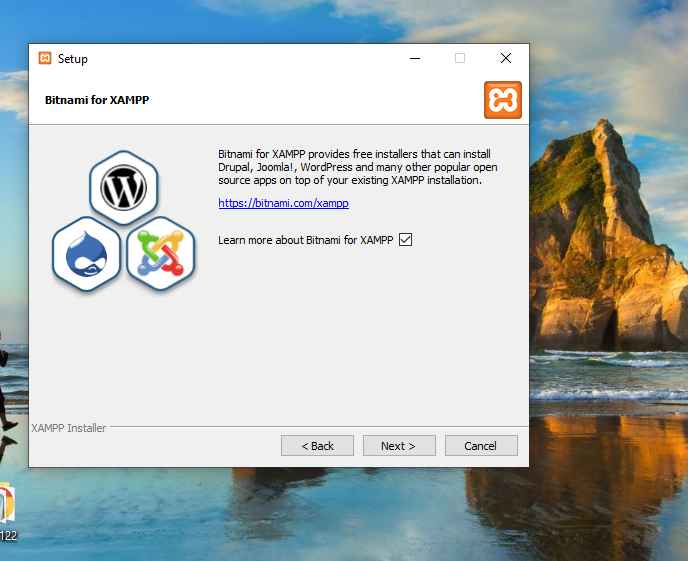 Setup
Bitnami for XAMPP
Bitnami for XAMPP provides free installers that can install
Drupal, Joomla!, WordPress and many other popular open
source apps on top of your existing XAMPP installation.
https://bitnami.com/xampp
Learn more about Bitnami for XAMPP
XAMPP Installer
< Back
Next >
Cancel
122